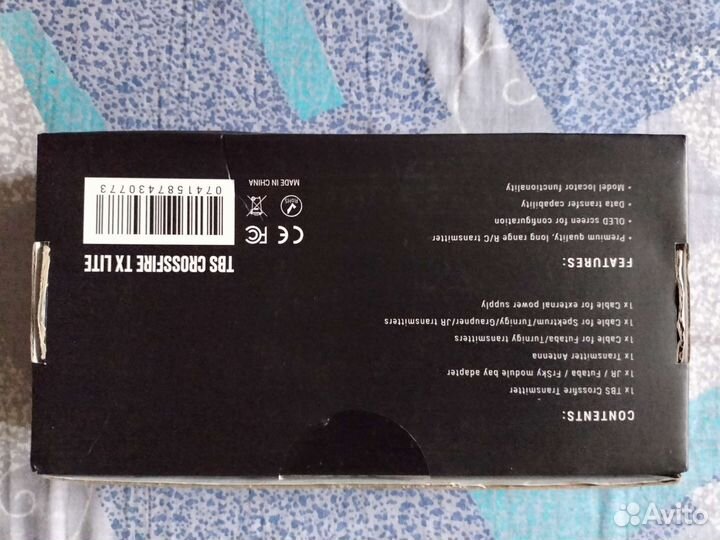 CONTENTS:
1x TBS Crossfire Transmitter
1x JR / Futaba / FrSky module bay adapter
1x Transmitter Antenna
1x Cable for Futaba/Turnigy transmitters
1x Cable for Spektrum/Turnigy/Graupner/JR transmitters
1x Cable for external power supply
FEATURES:
• Premium quality, long range R/C transmitter
• OLED screen for configuration
• Data transfer capability
• Model locator functionality
TBS CROSSFIRE TX LITE
CE FC
RoHS
MADE IN CHINA
0741587430773
Avito